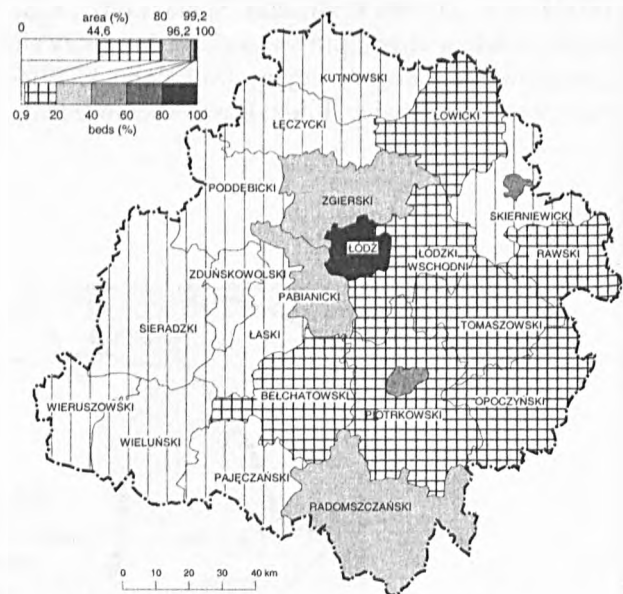 0 area (%) 80 99,2
44,6 96,2 100
20 40 60 80
0,9 beds (%) 100
KUTNOWSKI
ŁOWICKI
ŁĘCZYCKI
PODDĘBICKI
ZGIERSKI
SKIERNIEWICKI
ŁÓDŹ
ŁÓDZKI
WSCHODNI
RAWSKI
ZDUŃSKOWOLSKI
PABIANICKI
SIERADZKI
ŁASKI
TOMASZOWSKI
BEŁCHATOWSKI
OPOCZYŃSKI
WIERUSZOWSKI
PIOTRKOWSKI
WIELUŃSKI
PAJĘCZAŃSKI
RADOMSZCZAŃSKI
0 10 20 30 40 km